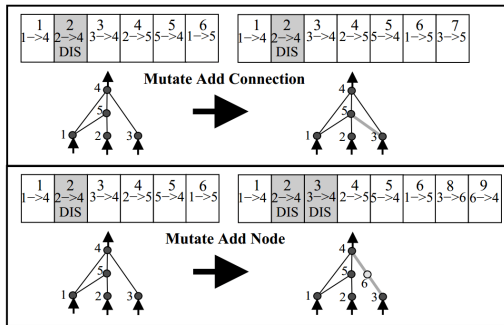 1 2 3 4 5 6 1 2 3 4 5 6 7
1->4 2->4 3->4 2->5 5->4 1->5 1->4 2->4 3->4 2->5 5->4 1->5 3->5
DIS DIS
Mutate Add Connection
4 4
5 5
1 2 3 1 2 3
1 2 3 4 5 6 1 2 3 4 5 6 8 9
1->4 2->4 3->4 2->5 5->4 1->5 1->4 2->4 3->4 2->5 5->4 1->5 3->6 6->4
DIS DIS DIS
Mutate Add Node
4 4
5 5 6
1 2 3 1 2 3